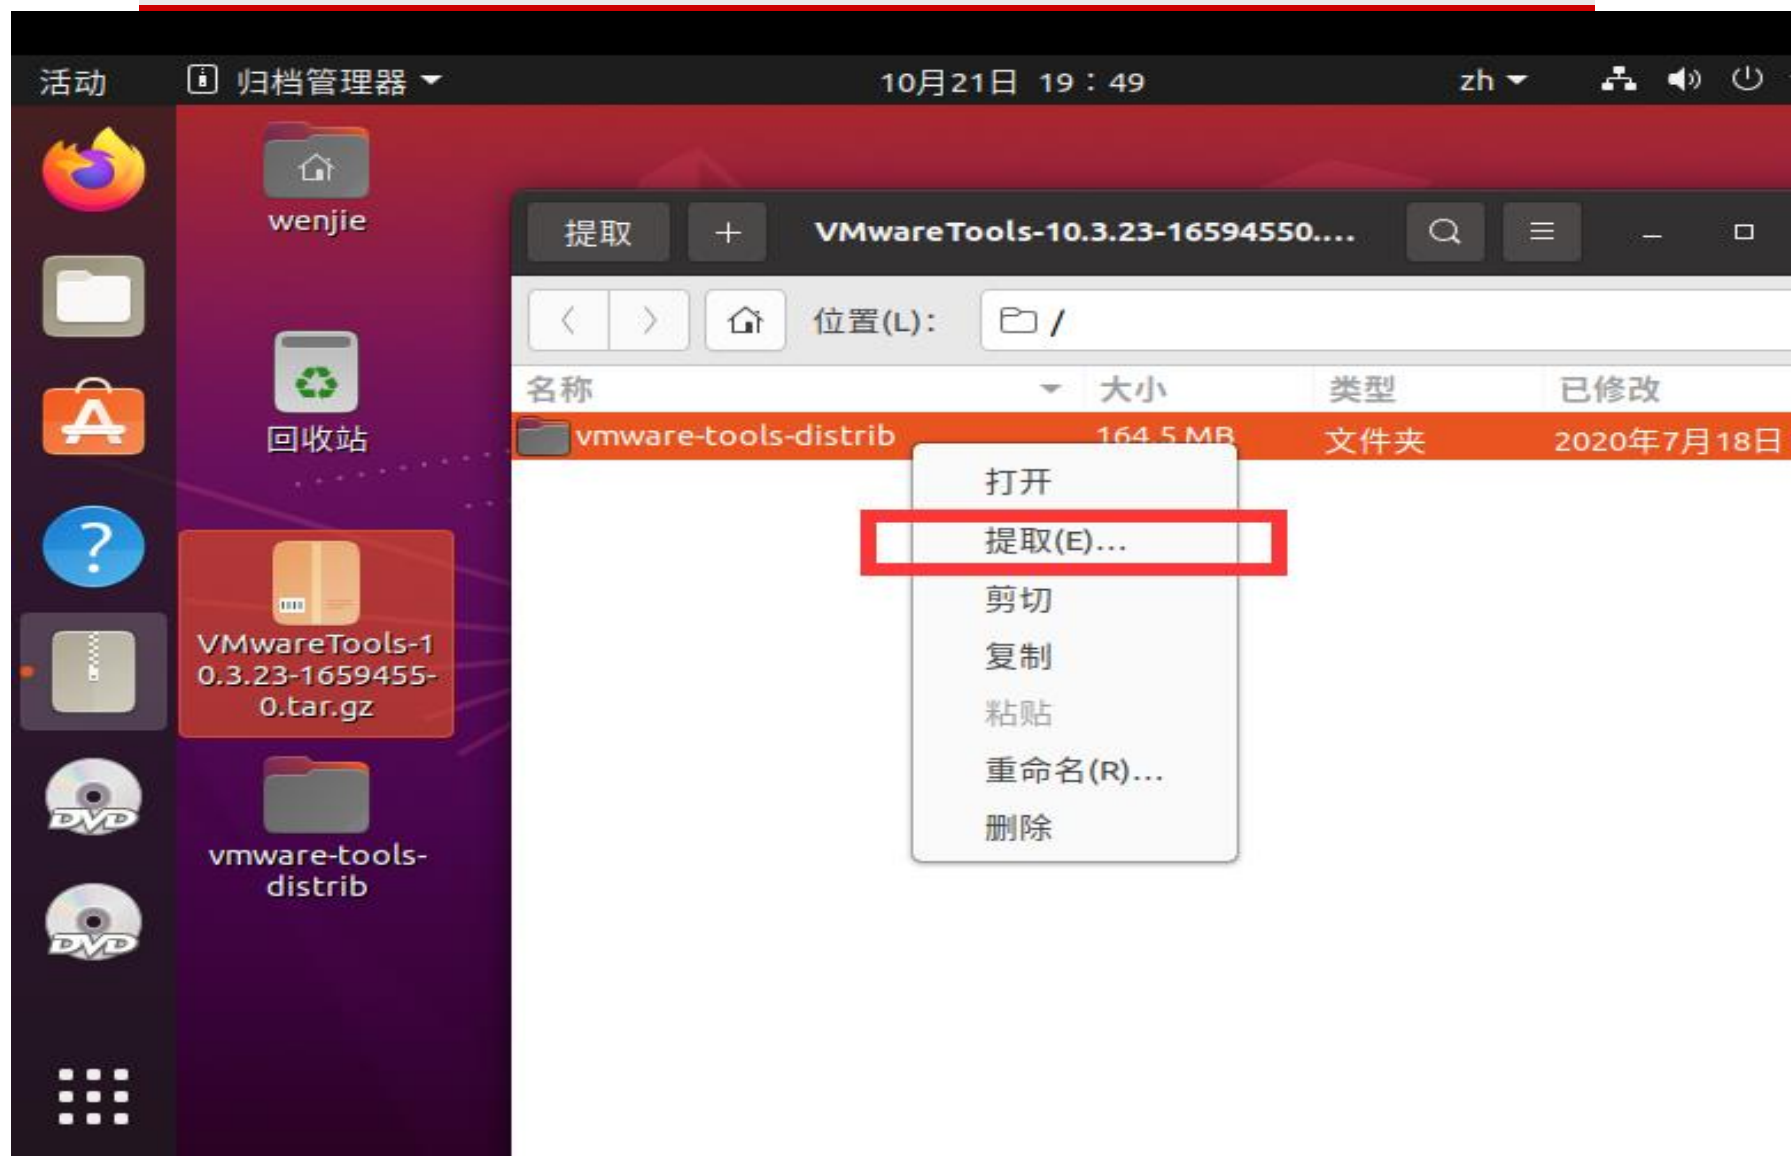 活动
归档管理器
10月21日 19：49
zh
wenjie
提取
+
VMwareTools-10.3.23-16594550....
位置(L)：
/
回收站
名称
大小
类型
已修改
vmware-tools-distrib
164.5 MB
文件夹
2020年7月18日
打开
提取(E)...
剪切
复制
粘贴
重命名(R)...
删除
VMwareTools-1
0.3.23-1659455-
0.tar.gz
vmware-tools-
distrib
DVD
DVD